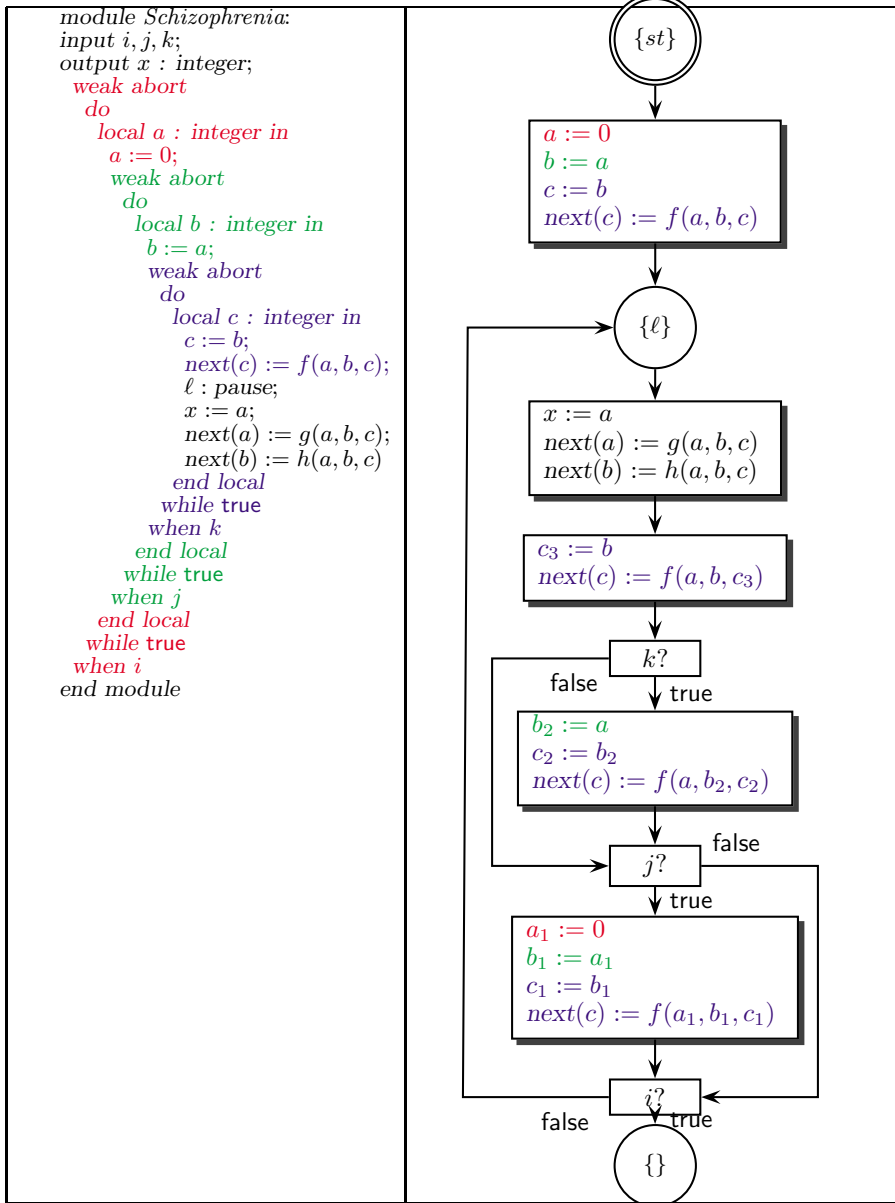 module Schizophrenia:
input i, j, k;
output x : integer;
weak abort
do
local a : integer in
a := 0;
weak abort
do
local b : integer in
b := a;
weak abort
do
local c : integer in
c := b;
next(c) := f(a, b, c);
ℓ : pause;
x := a;
next(a) := g(a, b, c);
next(b) := h(a, b, c)
end local
while true
when k
end local
while true
when j
end local
while true
when i
end module
{st}
a := 0
b := a
c := b
next(c) := f(a, b, c)
{ℓ}
x := a
next(a) := g(a, b, c)
next(b) := h(a, b, c)
c₃ := b
next(c) := f(a, b, c₃)
k?
false
true
b₂ := a
c₂ := b₂
next(c) := f(a, b₂, c₂)
j?
false
true
a₁ := 0
b₁ := a₁
c₁ := b₁
next(c) := f(a₁, b₁, c₁)
i?
false
true
{}